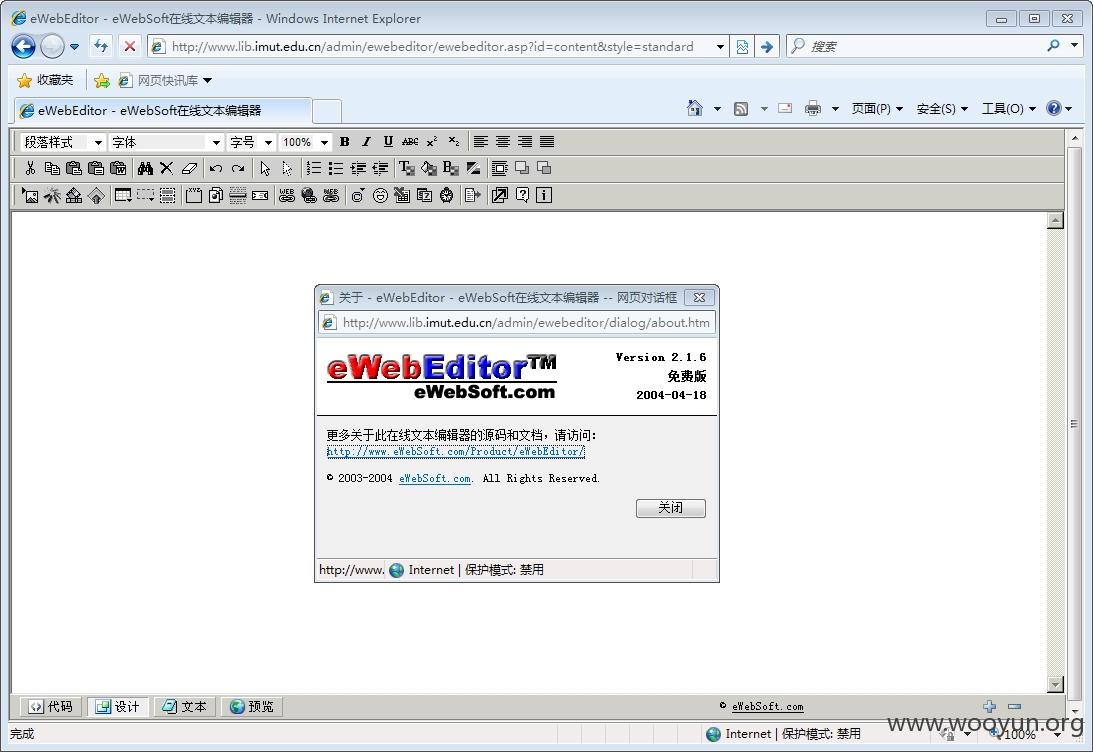 eWebEditor - eWebSoft在线文本编辑器 - Windows Internet Explorer
http://www.lib.imut.edu.cn/admin/ewebeditor/ewebeditor.asp?id=content&style=standard
搜索
收藏夹
网页快讯库
eWebEditor - eWebSoft在线文本编辑器
页面(P)
安全(S)
工具(O)
段落样式
字体
字号
100%
B I U ABC x² x₂
关于 - eWebEditor - eWebSoft在线文本编辑器 -- 网页对话框
http://www.lib.imut.edu.cn/admin/ewebeditor/dialog/about.htm
eWebEditor™
eWebSoft.com
Version 2.1.6
免费版
2004-04-18
更多关于此在线文本编辑器的源码和文档，请访问：
http://www.eWebSoft.com/Product/eWebEditor/
© 2003-2004 eWebSoft.com. All Rights Reserved.
关闭
http://www.
Internet | 保护模式: 禁用
代码
设计
文本
预览
© eWebSoft.com
www.wooyun.org
完成
Internet | 保护模式: 禁用
100%